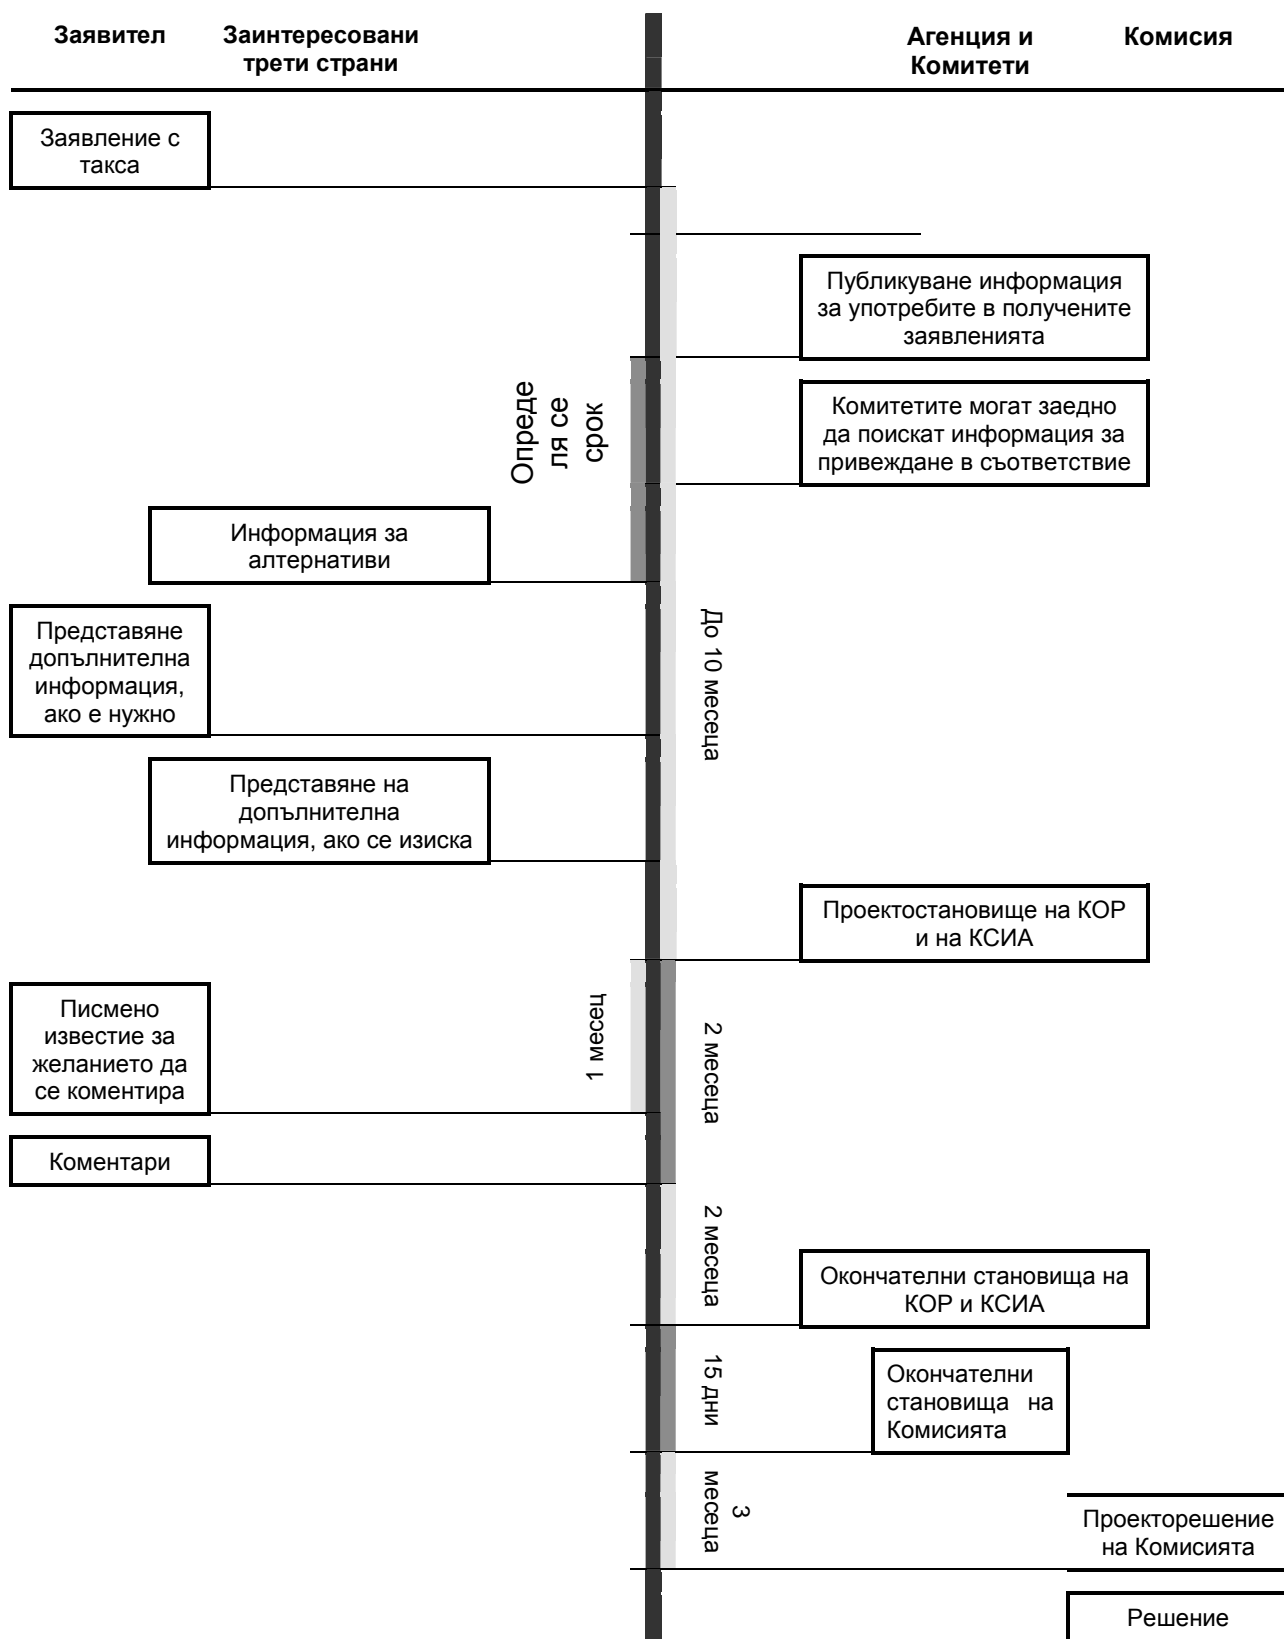 Заявител
Заинтересовани
трети страни
Агенция и
Комитети
Комисия
Заявление с
такса
Публикуване информация
за употребите в получените
заявленията
Опреде
ля се
срок
Комитетите могат заедно
да поискат информация за
привеждане в съответствие
Информация за
алтернативи
До 10 месеца
Представяне
допълнителна
информация,
ако е нужно
Представяне на
допълнителна
информация, ако се изиска
Проектостановище на КОР
и на КСИА
Писмено
известие за
желанието да
се коментира
1 месец
2 месеца
Коментари
2 месеца
Окончателни становища на
КОР и КСИА
15 дни
Окончателни
становища на
Комисията
3
месеца
Проекторешение
на Комисията
Решение